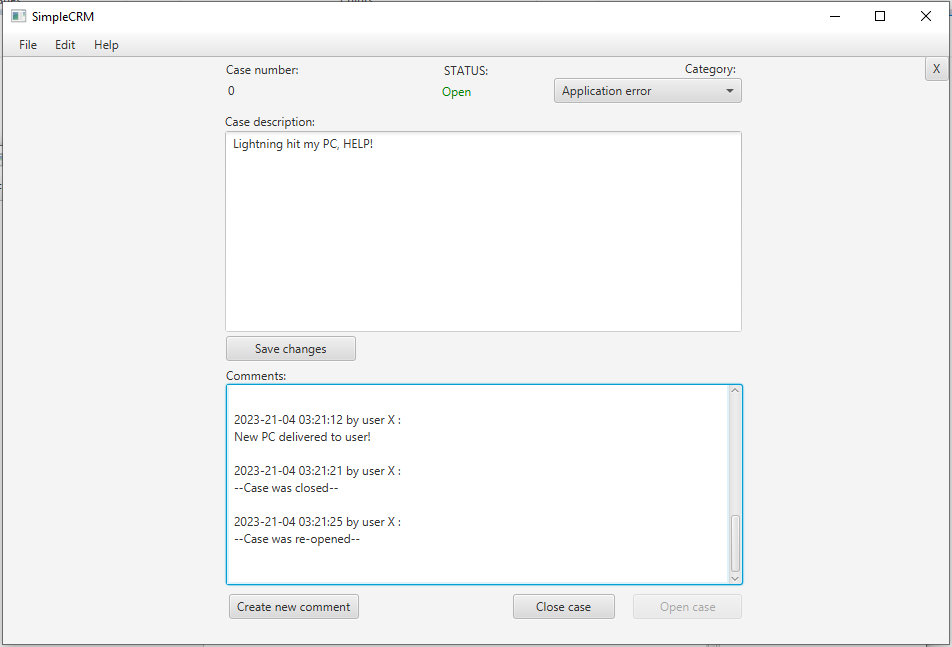 SimpleCRM
File Edit Help
Case number: STATUS: Category: X
0 Open Application error
Case description:
Lightning hit my PC, HELP!
Save changes
Comments:
2023-21-04 03:21:12 by user X :
New PC delivered to user!
2023-21-04 03:21:21 by user X :
--Case was closed--
2023-21-04 03:21:25 by user X :
--Case was re-opened--
Create new comment Close case Open case